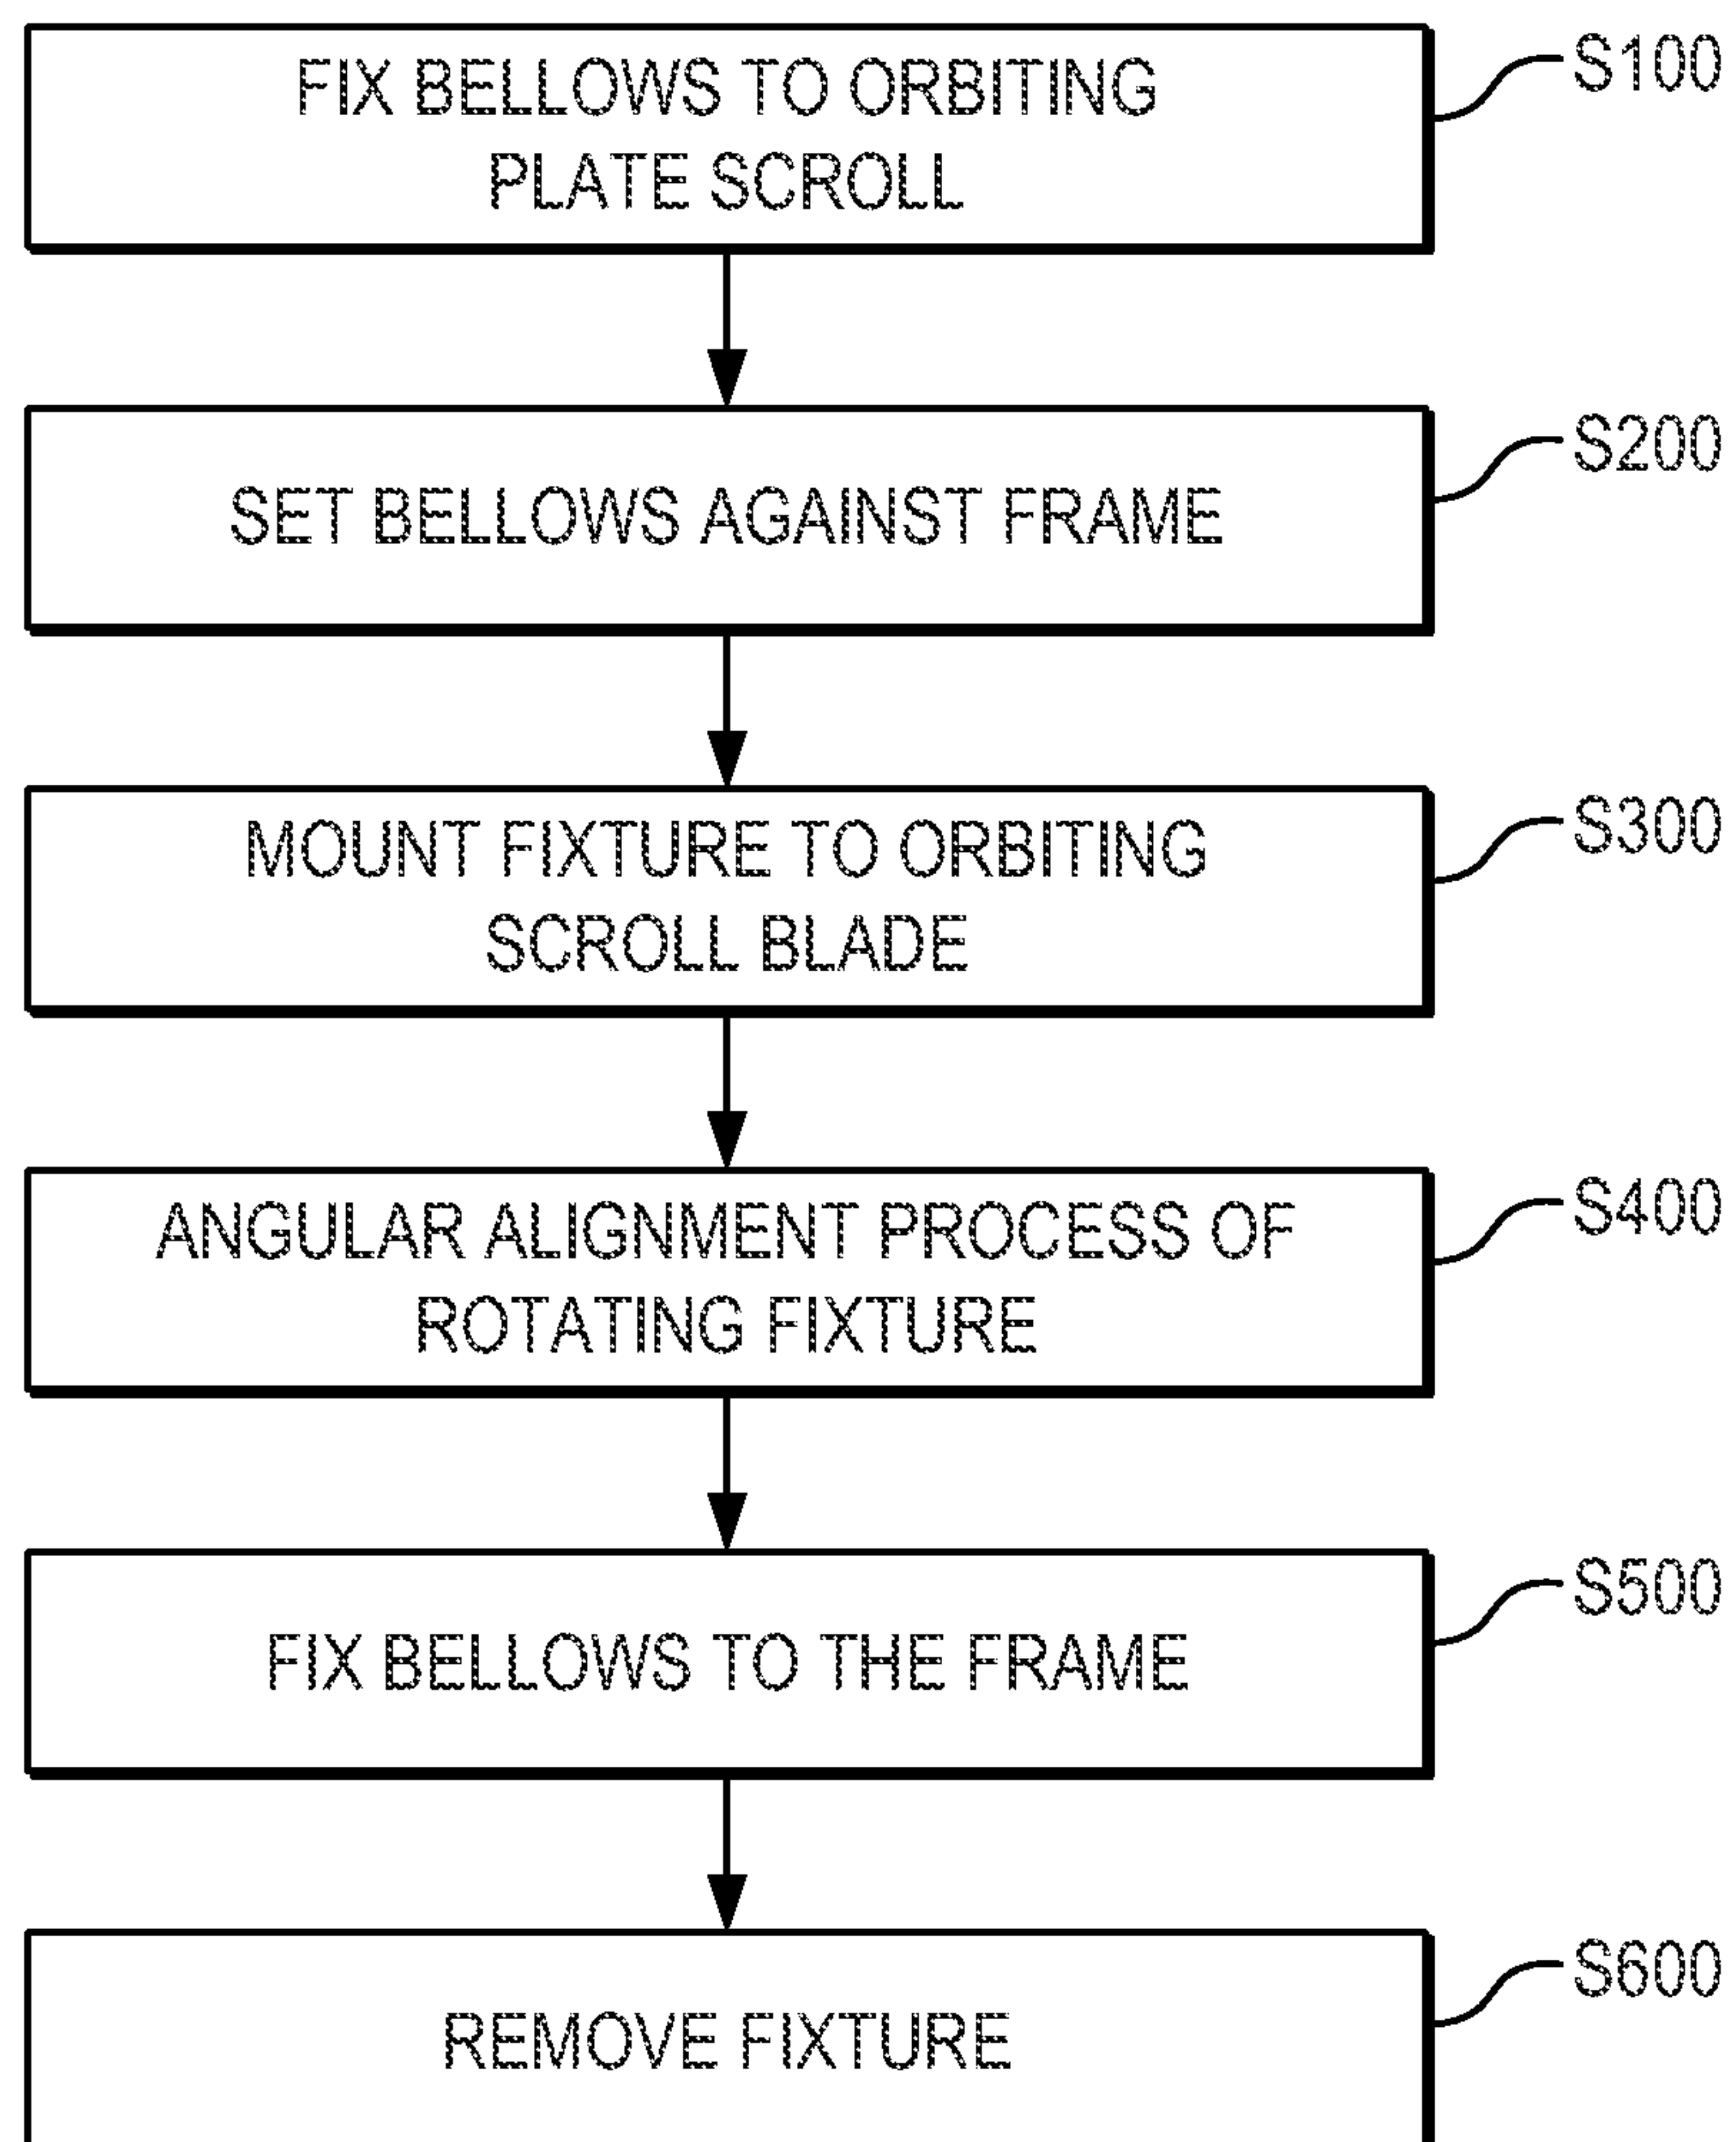 FIX BELLOWS TO ORBITING
PLATE SCROLL
S100
SET BELLOWS AGAINST FRAME
S200
MOUNT FIXTURE TO ORBITING
SCROLL BLADE
S300
ANGULAR ALIGNMENT PROCESS OF
ROTATING FIXTURE
S400
FIX BELLOWS TO THE FRAME
S500
REMOVE FIXTURE
S600